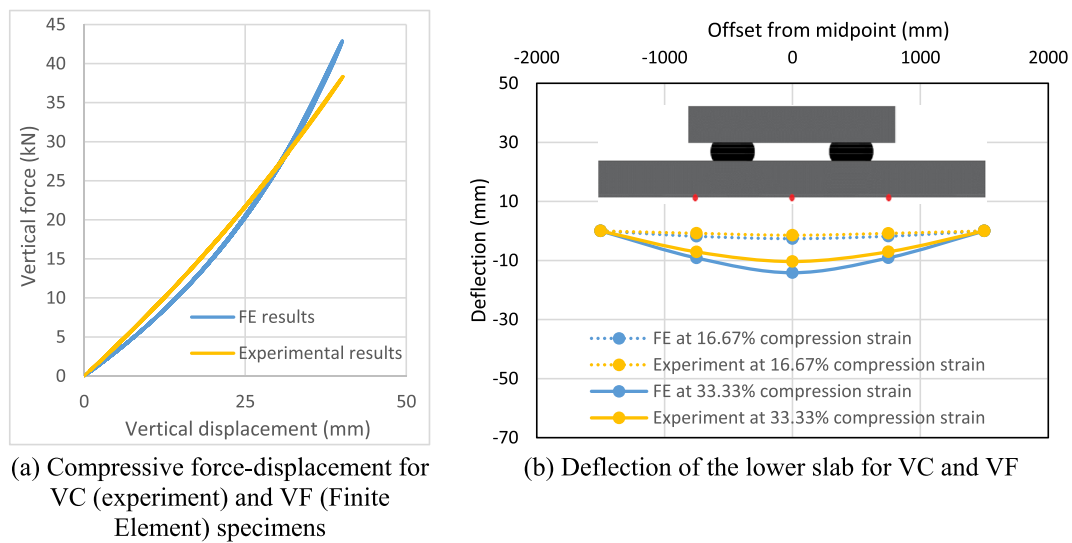 45
40
35
30
25
20
15
10
5
0
Vertical force (kN)
FE results
Experimental results
0 25 50
Vertical displacement (mm)
(a) Compressive force-displacement for
VC (experiment) and VF (Finite
Element) specimens
Offset from midpoint (mm)
-2000 -1000 0 1000 2000
50
30
10
-10
-30
-50
-70
Deflection (mm)
FE at 16.67% compression strain
Experiment at 16.67% compression strain
FE at 33.33% compression strain
Experiment at 33.33% compression strain
(b) Deflection of the lower slab for VC and VF